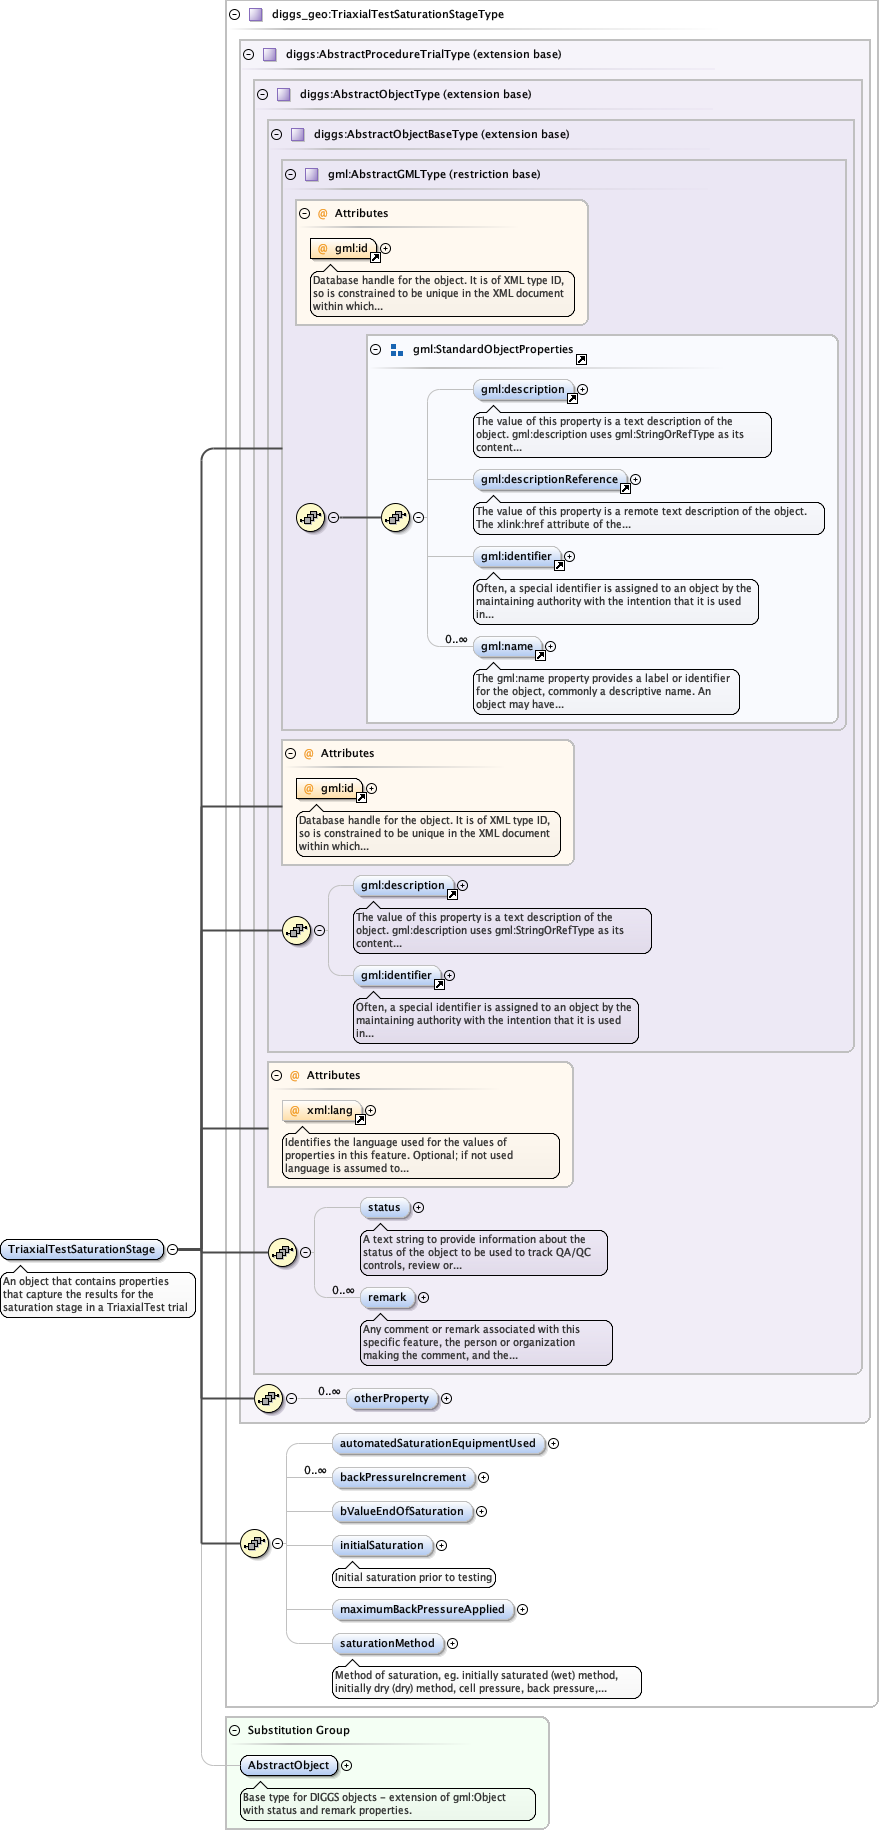 diggs_geo:TriaxialTestSaturationStageType
diggs:AbstractProcedureTrialType (extension base)
diggs:AbstractObjectType (extension base)
diggs:AbstractObjectBaseType (extension base)
gml:AbstractGMLType (restriction base)
@ Attributes
@ gml:id
Database handle for the object. It is of XML type ID,
so is constrained to be unique in the XML document
within which...
gml:StandardObjectProperties
gml:description
The value of this property is a text description of the
object. gml:description uses gml:StringOrRefType as its
content...
gml:descriptionReference
The value of this property is a remote text description of the object.
The xlink:href attribute of the...
gml:identifier
Often, a special identifier is assigned to an object by the
maintaining authority with the intention that it is used
in...
0..∞
gml:name
The gml:name property provides a label or identifier
for the object, commonly a descriptive name. An
object may have...
@ Attributes
@ gml:id
Database handle for the object. It is of XML type ID,
so is constrained to be unique in the XML document
within which...
gml:description
The value of this property is a text description of the
object. gml:description uses gml:StringOrRefType as its
content...
gml:identifier
Often, a special identifier is assigned to an object by the
maintaining authority with the intention that it is used
in...
@ Attributes
@ xml:lang
Identifies the language used for the values of
properties in this feature. Optional; if not used
language is assumed to...
status
A text string to provide information about the
status of the object to be used to track QA/QC
controls, review or...
TriaxialTestSaturationStage
An object that contains properties
that capture the results for the
saturation stage in a TriaxialTest trial
0..∞
remark
Any comment or remark associated with this
specific feature, the person or organization
making the comment, and the...
0..∞
otherProperty
automatedSaturationEquipmentUsed
0..∞
backPressureIncrement
bValueEndOfSaturation
initialSaturation
Initial saturation prior to testing
maximumBackPressureApplied
saturationMethod
Method of saturation, eg. initially saturated (wet) method,
initially dry (dry) method, cell pressure, back pressure,...
Substitution Group
AbstractObject
Base type for DIGGS objects - extension of gml:Object
with status and remark properties.